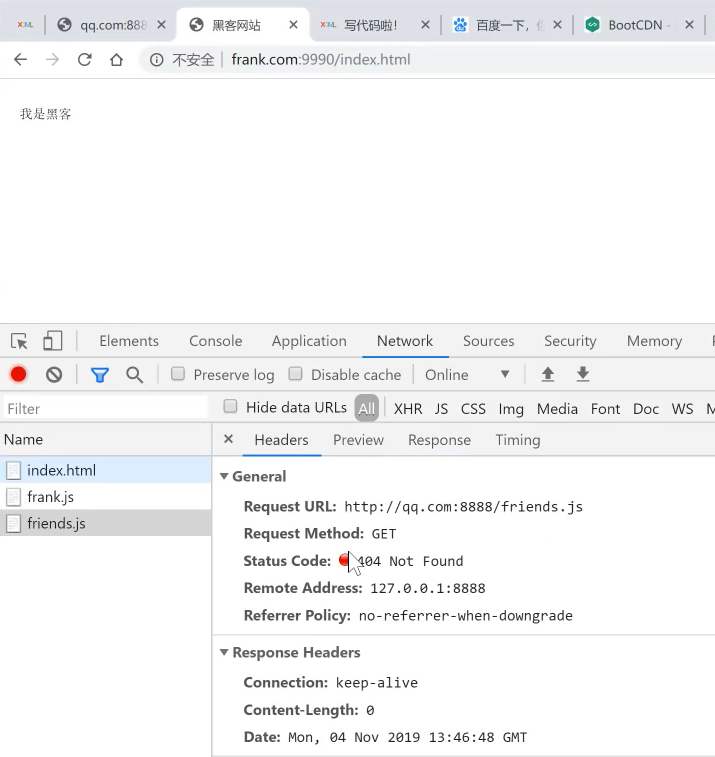 XML qq.com:888 黑客网站 XML 写代码啦！ 百度一下，你 BootCDN -
不安全 frank.com:9990/index.html
我是黑客
Elements Console Application Network Sources Security Memory
Preserve log Disable cache Online
Filter Hide data URLs All XHR JS CSS Img Media Font Doc WS M
Name Headers Preview Response Timing
index.html
frank.js
friends.js
General
Request URL: http://qq.com:8888/friends.js
Request Method: GET
Status Code: 404 Not Found
Remote Address: 127.0.0.1:8888
Referrer Policy: no-referrer-when-downgrade
Response Headers
Connection: keep-alive
Content-Length: 0
Date: Mon, 04 Nov 2019 13:46:48 GMT